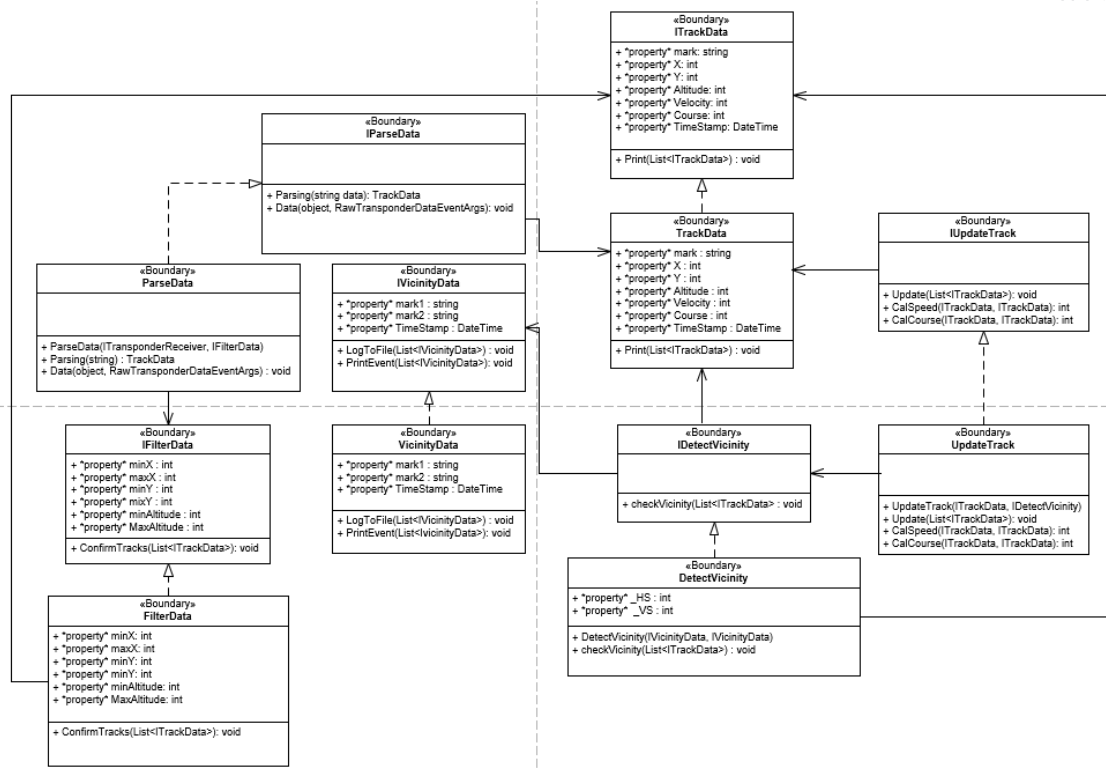 «Boundary»
ITrackData
+ *property* mark: string
+ *property* X: int
+ *property* Y: int
+ *property* Altitude: int
+ *property* Velocity: int
+ *property* Course: int
+ *property* TimeStamp: DateTime
+ Print(List<ITrackData>) : void
«Boundary»
IParseData
+ Parsing(string data): TrackData
+ Data(object, RawTransponderDataEventArgs): void
«Boundary»
TrackData
+ *property* mark : string
+ *property* X : int
+ *property* Y : int
+ *property* Altitude : int
+ *property* Velocity : int
+ *property* Course : int
+ *property* TimeStamp : DateTime
+ Print(List<ITrackData>) : void
«Boundary»
IUpdateTrack
+ Update(List<ITrackData>): void
+ CalSpeed(ITrackData, ITrackData): int
+ CalCourse(ITrackData, ITrackData): int
«Boundary»
ParseData
+ ParseData(ITransponderReceiver, IFilterData)
+ Parsing(string) : TrackData
+ Data(object, RawTransponderDataEventArgs) : void
«Boundary»
IVicinityData
+ *property* mark1 : string
+ *property* mark2 : string
+ *property* TimeStamp : DateTime
+ LogToFile(List<IVicinityData>) : void
+ PrintEvent(List<IVicinityData>): void
«Boundary»
IFilterData
+ *property* minX : int
+ *property* maxX : int
+ *property* minY : int
+ *property* mixY : int
+ *property* minAltitude : int
+ *property* MaxAltitude : int
+ ConfirmTracks(List<ITrackData>): void
«Boundary»
VicinityData
+ *property* mark1 : string
+ *property* mark2 : string
+ *property* TimeStamp : DateTime
+ LogToFile(List<IVicinityData>) : void
+ PrintEvent(List<IvicinityData>): void
«Boundary»
IDetectVicinity
+ checkVicinity(List<ITrackData> : void
«Boundary»
UpdateTrack
+ UpdateTrack(ITrackData, IDetectVicinity)
+ Update(List<ITrackData>): void
+ CalSpeed(ITrackData, ITrackData): int
+ CalCourse(ITrackData, ITrackData): int
«Boundary»
DetectVicinity
+ *property* _HS : int
+ *property* _VS : int
+ DetectVicinity(IVicinityData, IVicinityData)
+ checkVicinity(List<ITrackData>) : void
«Boundary»
FilterData
+ *property* minX: int
+ *property* maxX: int
+ *property* minY: int
+ *property* minY: int
+ *property* minAltitude: int
+ *property* MaxAltitude: int
+ ConfirmTracks(List<ITrackData>): void